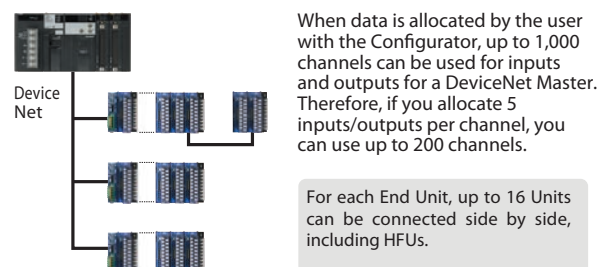 When data is allocated by the user
with the Configurator, up to 1,000
channels can be used for inputs
and outputs for a DeviceNet Master.
Therefore, if you allocate 5
inputs/outputs per channel, you
can use up to 200 channels.
Device
Net
For each End Unit, up to 16 Units
can be connected side by side,
including HFUs.